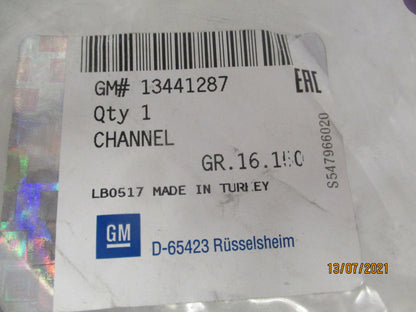 GM# 13441287
EAC
Qty 1
CHANNEL
GR.16.150
LB0517 MADE IN TURKEY
S547966020
GM
D-65423 Rüsselsheim
13/07/2021